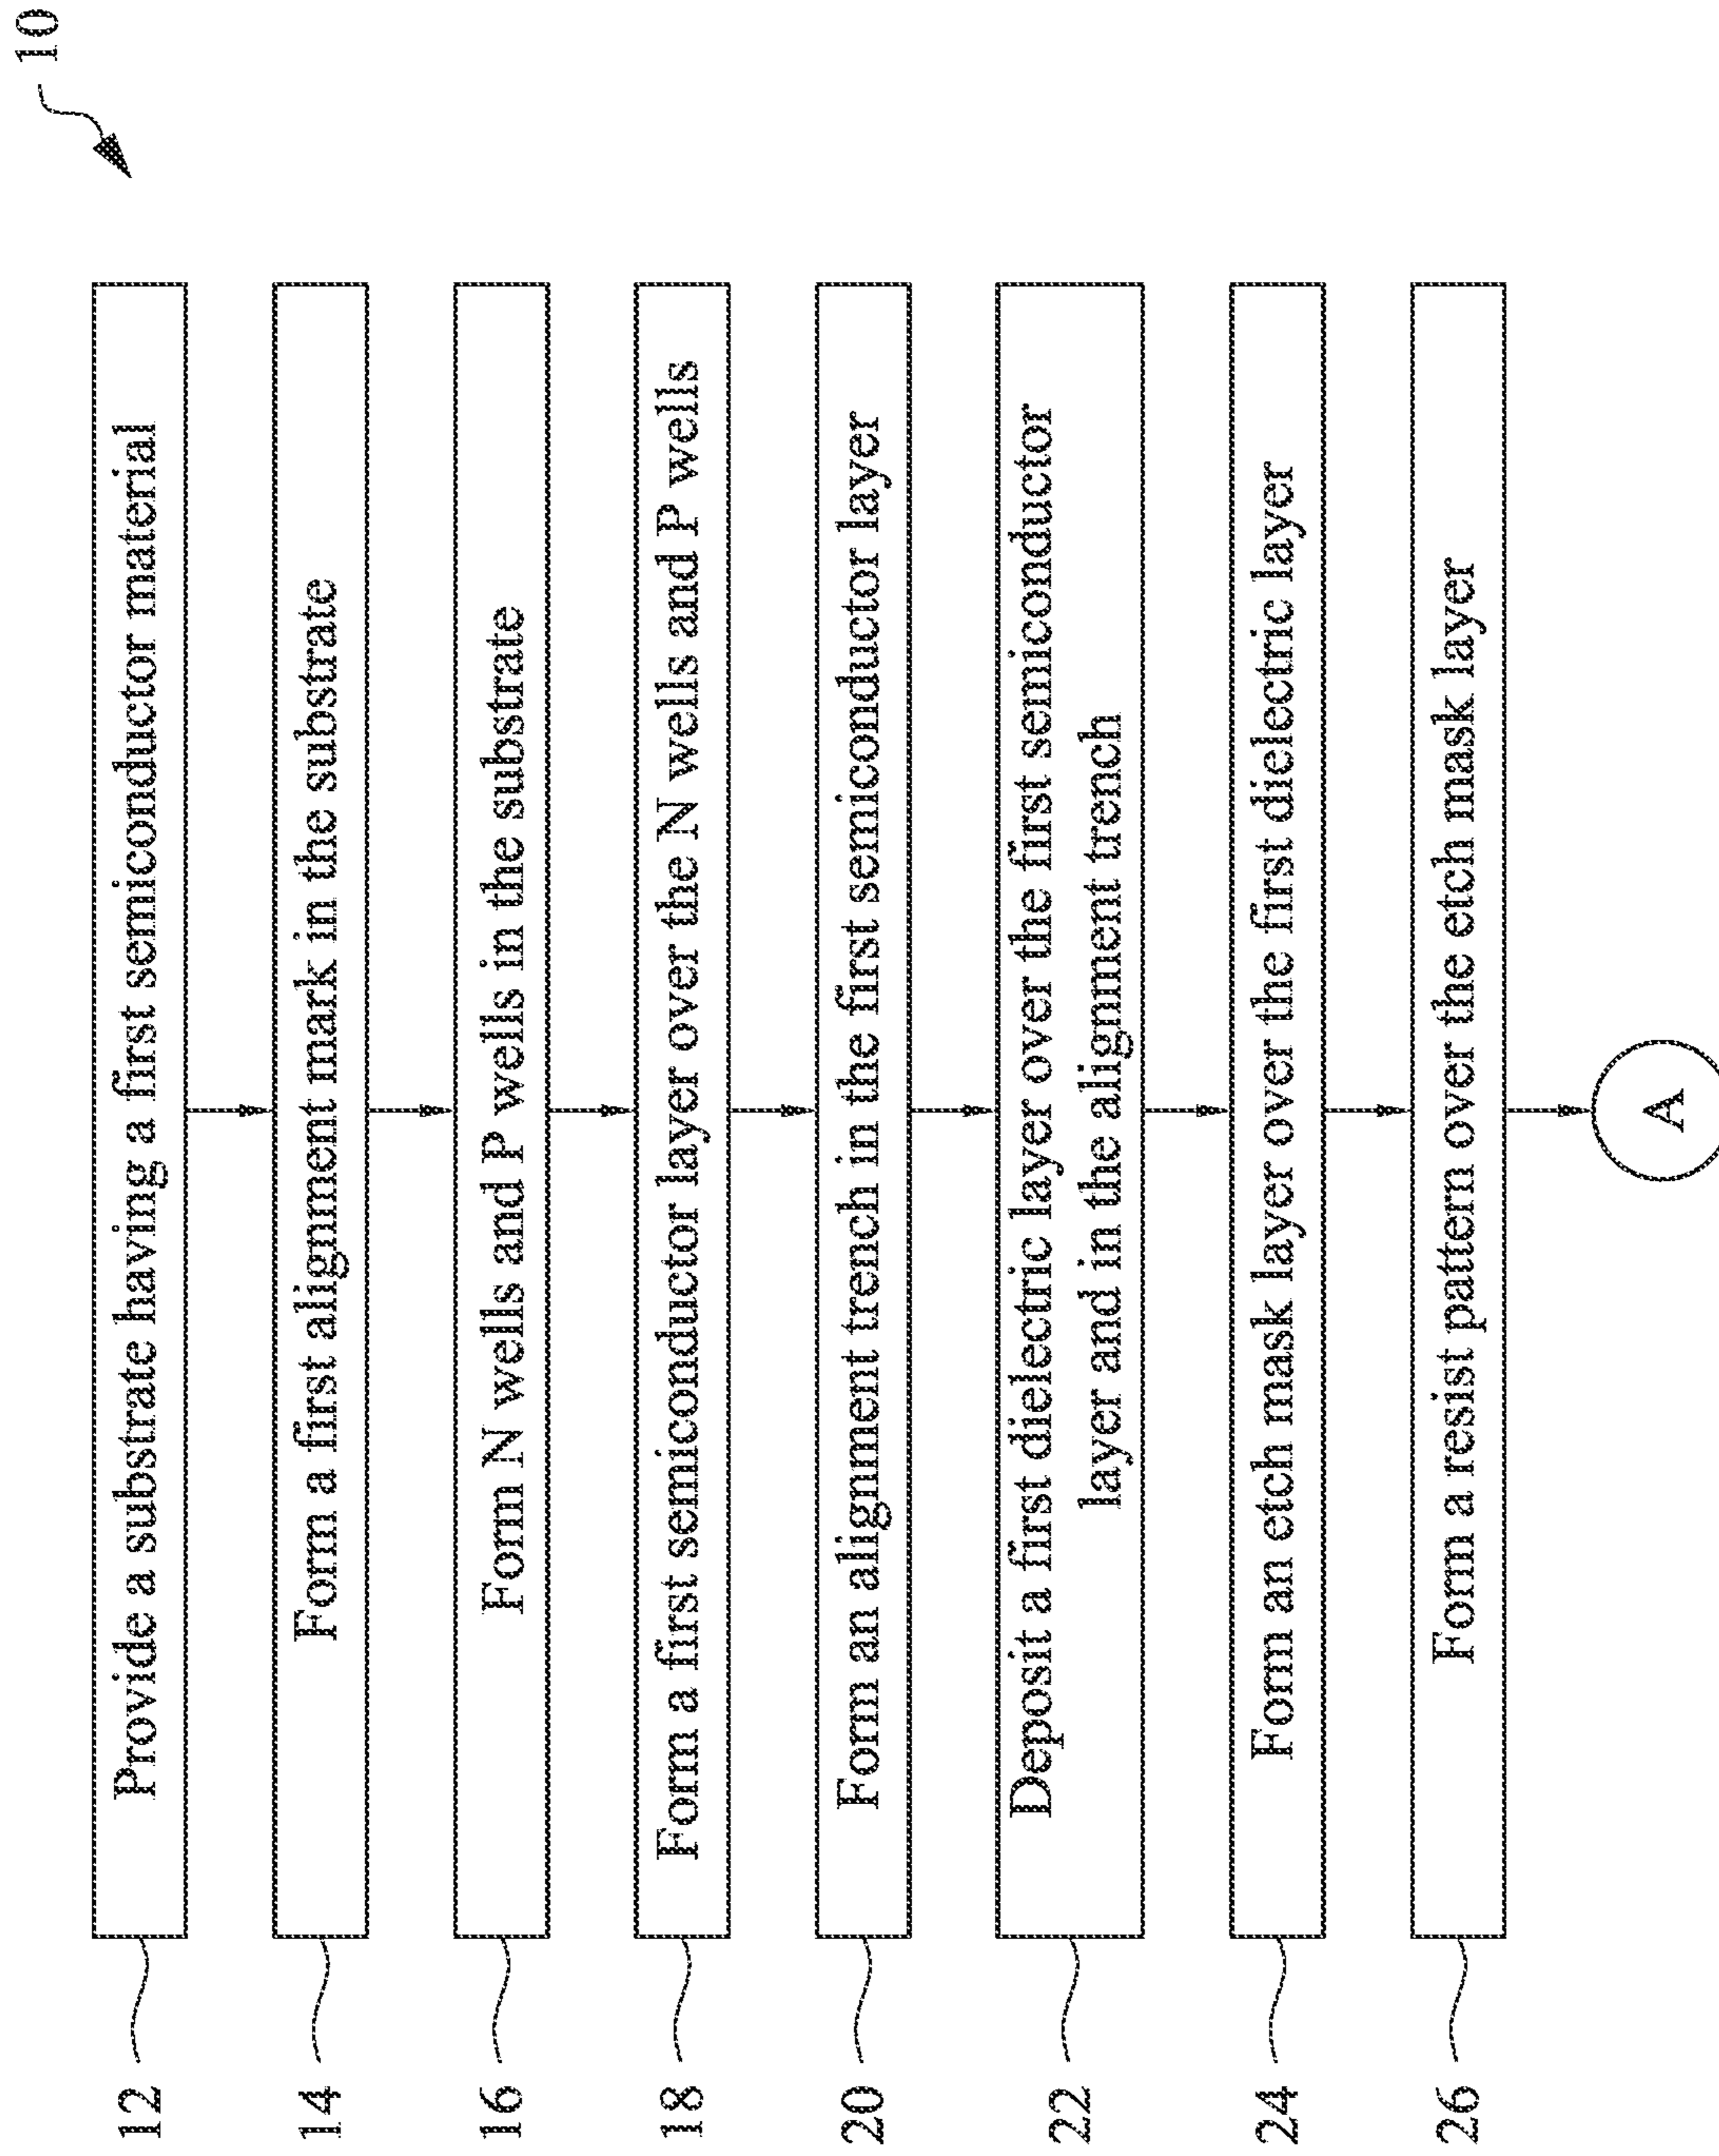 10
12
Provide a substrate having a first semiconductor material
14
Form a first alignment mark in the substrate
16
Form N wells and P wells in the substrate
18
Form a first semiconductor layer over the N wells and P wells
20
Form an alignment trench in the first semiconductor layer
22
Deposit a first dielectric layer over the first semiconductor
layer and in the alignment trench
24
Form an etch mask layer over the first dielectric layer
26
Form a resist pattern over the etch mask layer
A